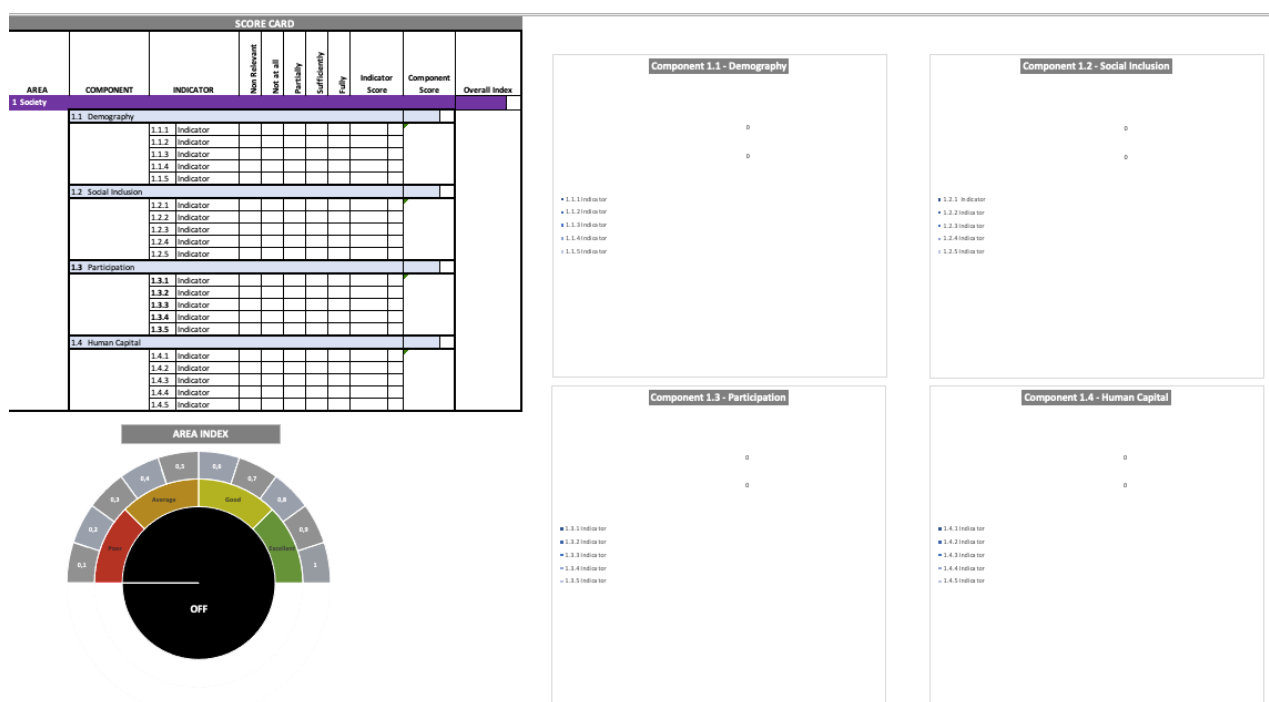 SCORE CARD
AREA COMPONENT INDICATOR Non Relevant Not at all Partially Sufficiently Fully Indicator Score Component Score Overall Index
1 Society
1.1 Demography
1.1.1 Indicator
1.1.2 Indicator
1.1.3 Indicator
1.1.4 Indicator
1.1.5 Indicator
1.2 Social Inclusion
1.2.1 Indicator
1.2.2 Indicator
1.2.3 Indicator
1.2.4 Indicator
1.2.5 Indicator
1.3 Participation
1.3.1 Indicator
1.3.2 Indicator
1.3.3 Indicator
1.3.4 Indicator
1.3.5 Indicator
1.4 Human Capital
1.4.1 Indicator
1.4.2 Indicator
1.4.3 Indicator
1.4.4 Indicator
1.4.5 Indicator
AREA INDEX
0,1
0,2
0,3
0,4
0,5
0,6
0,7
0,8
0,9
1
Poor
Average
Good
Excellent
OFF
Component 1.1 - Demography
0
0
1.1.1 Indicator
1.1.2 Indicator
1.1.3 Indicator
1.1.4 Indicator
1.1.5 Indicator
Component 1.2 - Social Inclusion
0
0
1.2.1 Indicator
1.2.2 Indicator
1.2.3 Indicator
1.2.4 Indicator
1.2.5 Indicator
Component 1.3 - Participation
0
0
1.3.1 Indicator
1.3.2 Indicator
1.3.3 Indicator
1.3.4 Indicator
1.3.5 Indicator
Component 1.4 - Human Capital
0
0
1.4.1 Indicator
1.4.2 Indicator
1.4.3 Indicator
1.4.4 Indicator
1.4.5 Indicator